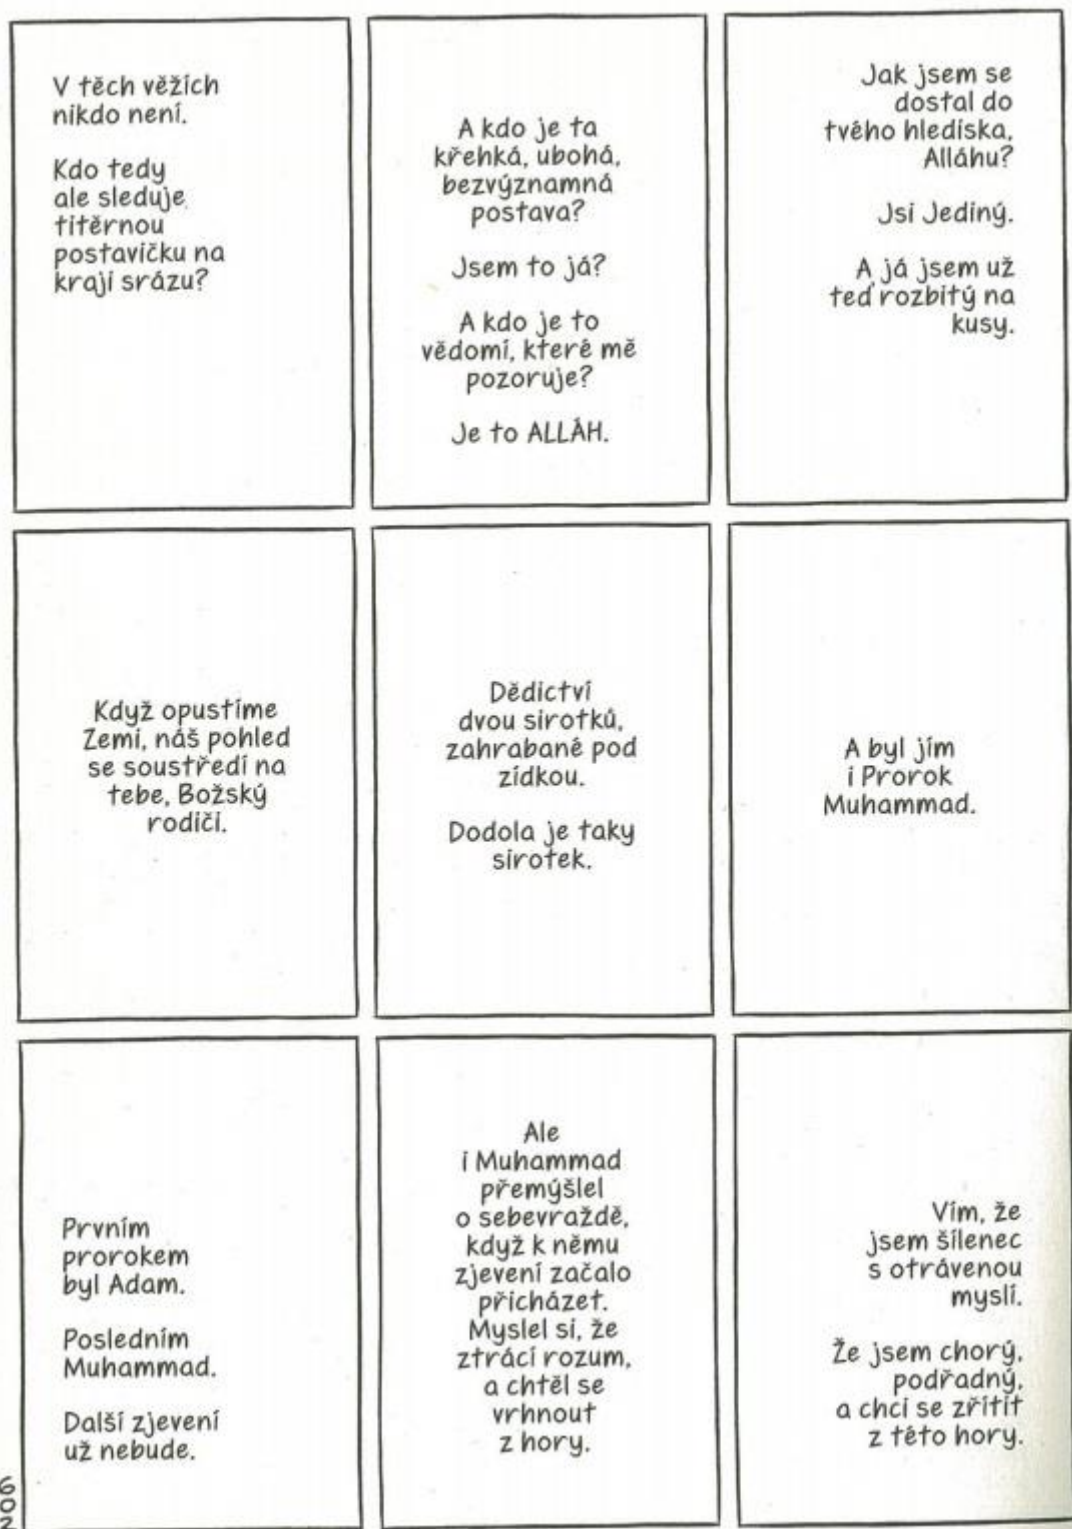 V těch věžích
nikdo není.
Kdo tedy
ale sleduje
titěrnou
postavičku na
kraji srázu?
A kdo je ta
křehká, ubohá,
bezvýznamná
postava?
Jsem to já?
A kdo je to
vědomí, které mě
pozoruje?
Je to ALLÁH.
Jak jsem se
dostal do
tvého hlediska,
Alláhu?
Jsi Jediný.
A já jsem už
teď rozbitý na
kusy.
Když opustíme
Zemi, náš pohled
se soustředí na
tebe, Božský
rodiči.
Dědictví
dvou sirotků,
zahrabané pod
zídkou.
Dodola je taky
sirotek.
A byl jím
i Prorok
Muhammad.
Prvním
prorokem
byl Adam.
Posledním
Muhammad.
Další zjevení
už nebude.
Ale
i Muhammad
přemýšlel
o sebevraždě,
když k němu
zjevení začalo
přicházet.
Myslel si, že
ztrácí rozum,
a chtěl se
vrhnout
z hory.
Vím, že
jsem šílenec
s otrávenou
myslí.
Že jsem chorý,
podřadný,
a chci se zřítit
z této hory.
602